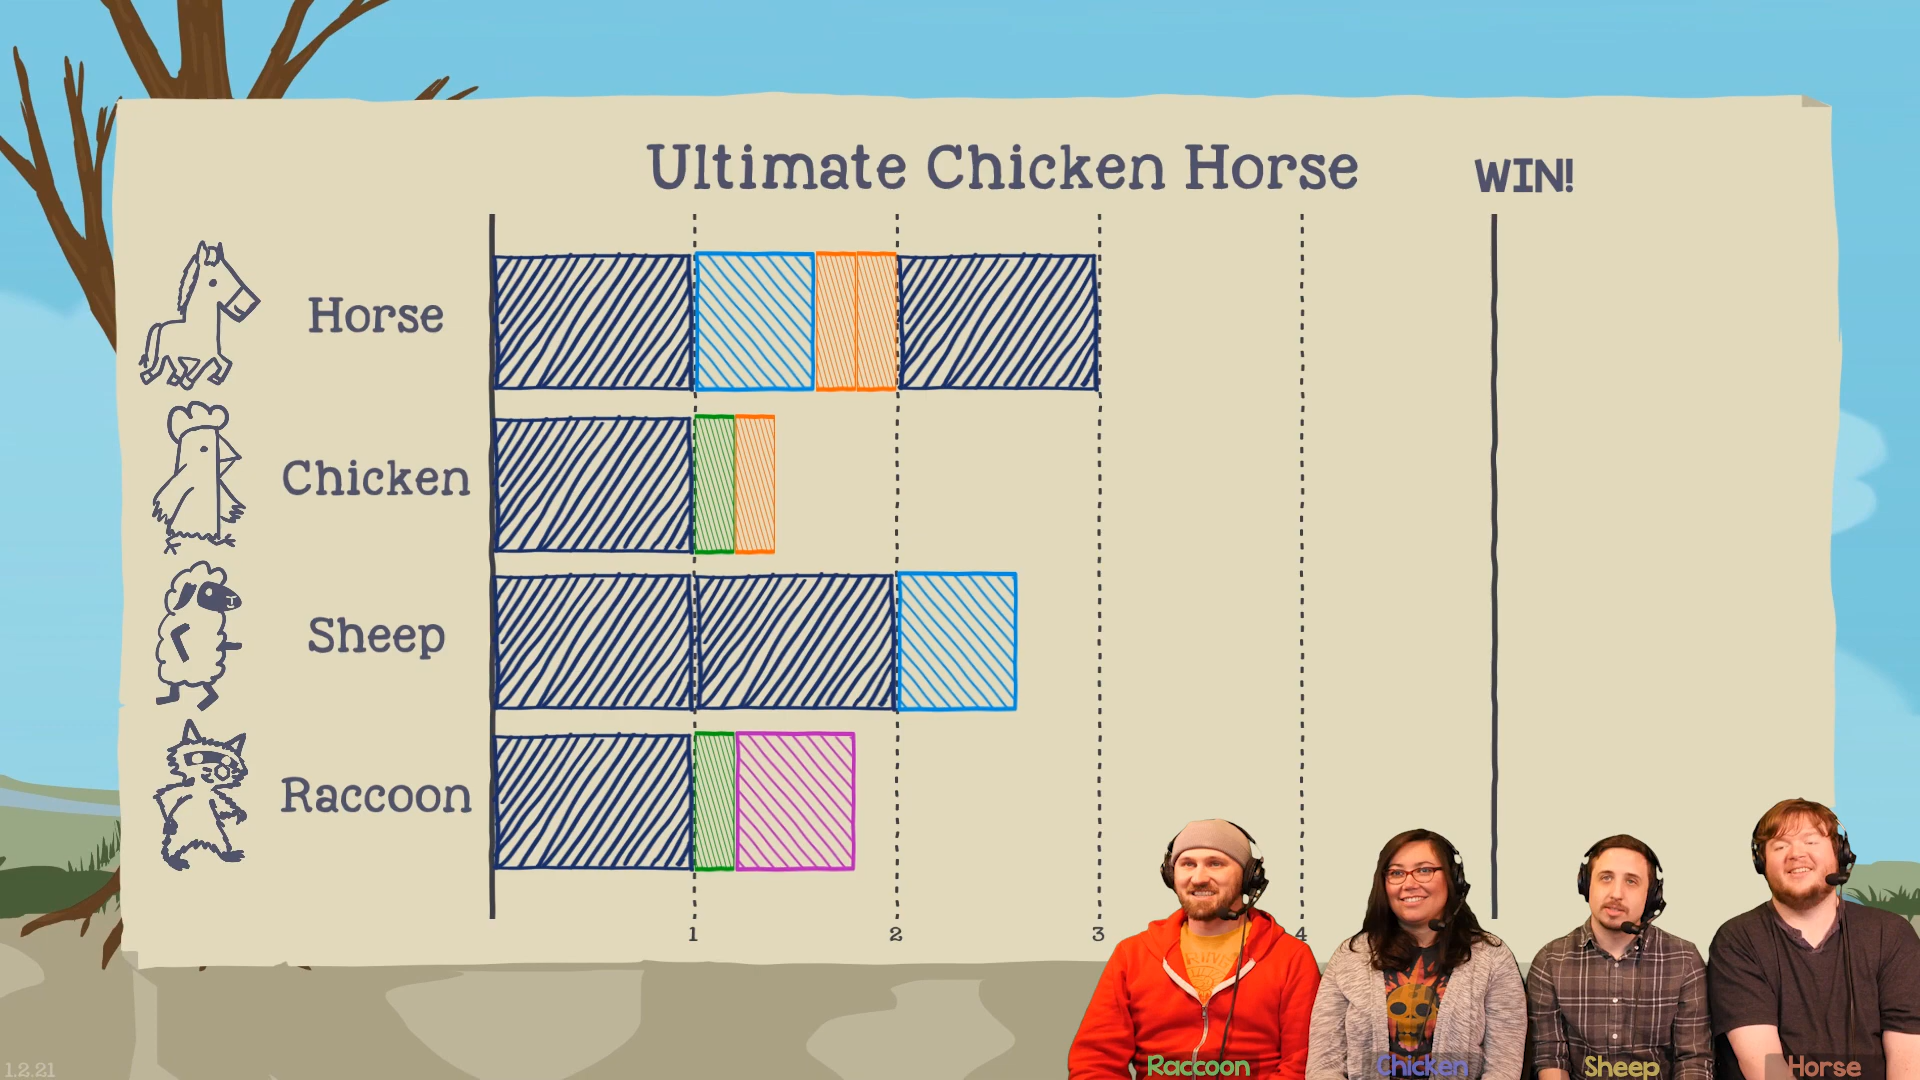 Ultimate Chicken Horse
WIN!
Horse
Chicken
Sheep
Raccoon
1 2 3 4
Raccoon Chicken Sheep Horse
1.2.21